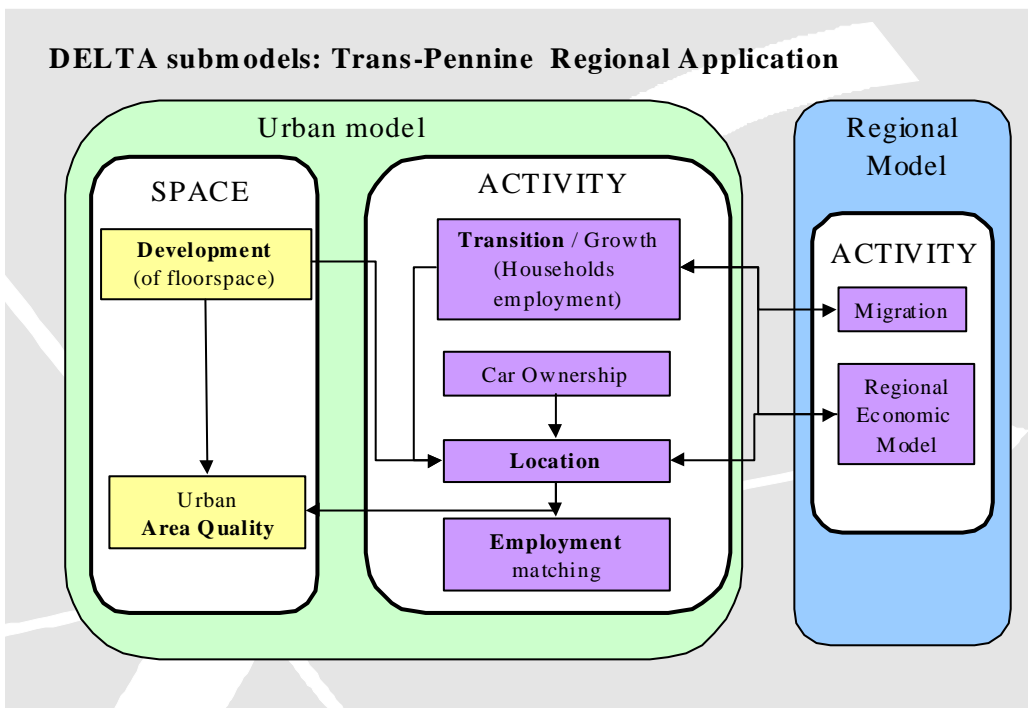 DELTA submodels: Trans-Pennine Regional Application
Urban model
SPACE
Development
(of floorspace)
Urban
Area Quality
ACTIVITY
Transition / Growth
(Households
employment)
Car Ownership
Location
Employment
matching
Regional
Model
ACTIVITY
Migration
Regional
Economic
Model